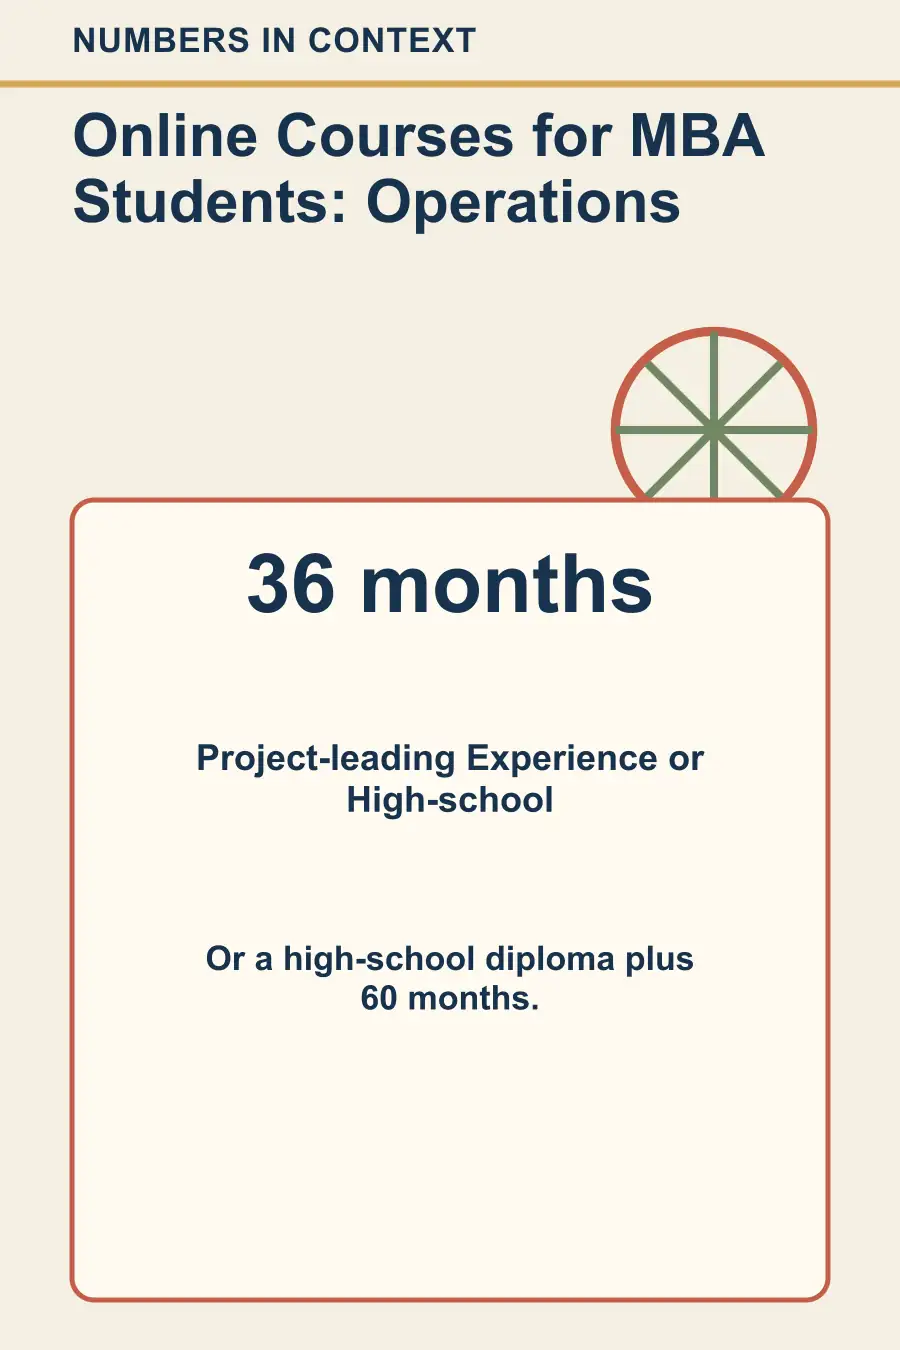 NUMBERS IN CONTEXT
Online Courses for MBA
Students: Operations
36 months
Project-leading Experience or
High-school
Or a high-school diploma plus
60 months.